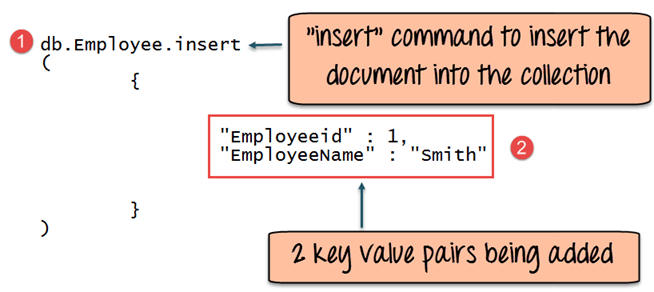 1 db.Employee.insert
"insert" command to insert the
document into the collection
(
{
"Employeeid" : 1,
"EmployeeName" : "Smith"
2
}
)
2 key value pairs being added